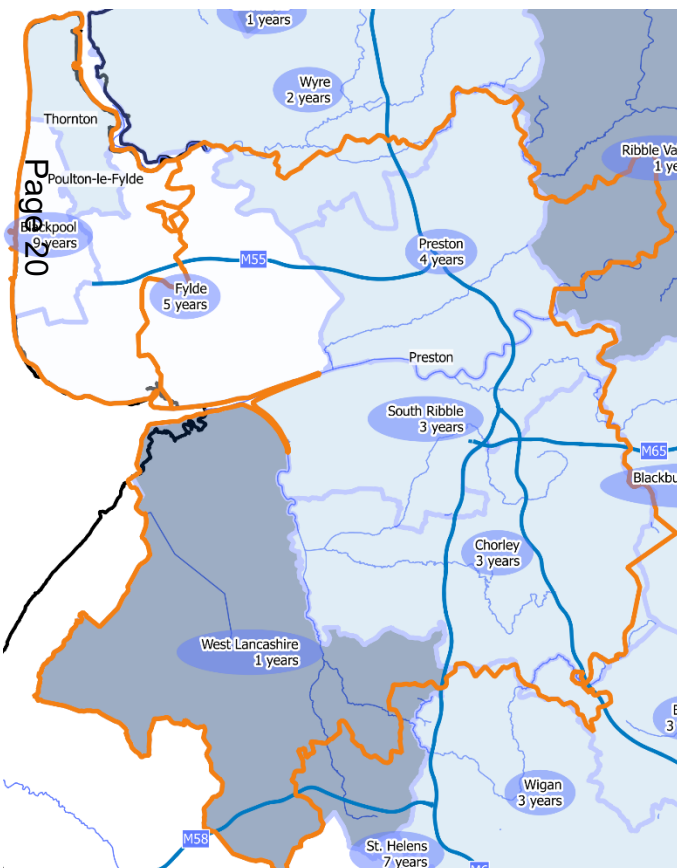 1 years
Wyre
2 years
Thornton
Ribble Va
1 ye
Poulton-le-Fylde
Page 20
Blackpool
9 years
Preston
4 years
M55
Fylde
5 years
Preston
South Ribble
3 years
M65
Blackbu
Chorley
3 years
West Lancashire
1 years
3
Wigan
3 years
M58
St. Helens
7 years